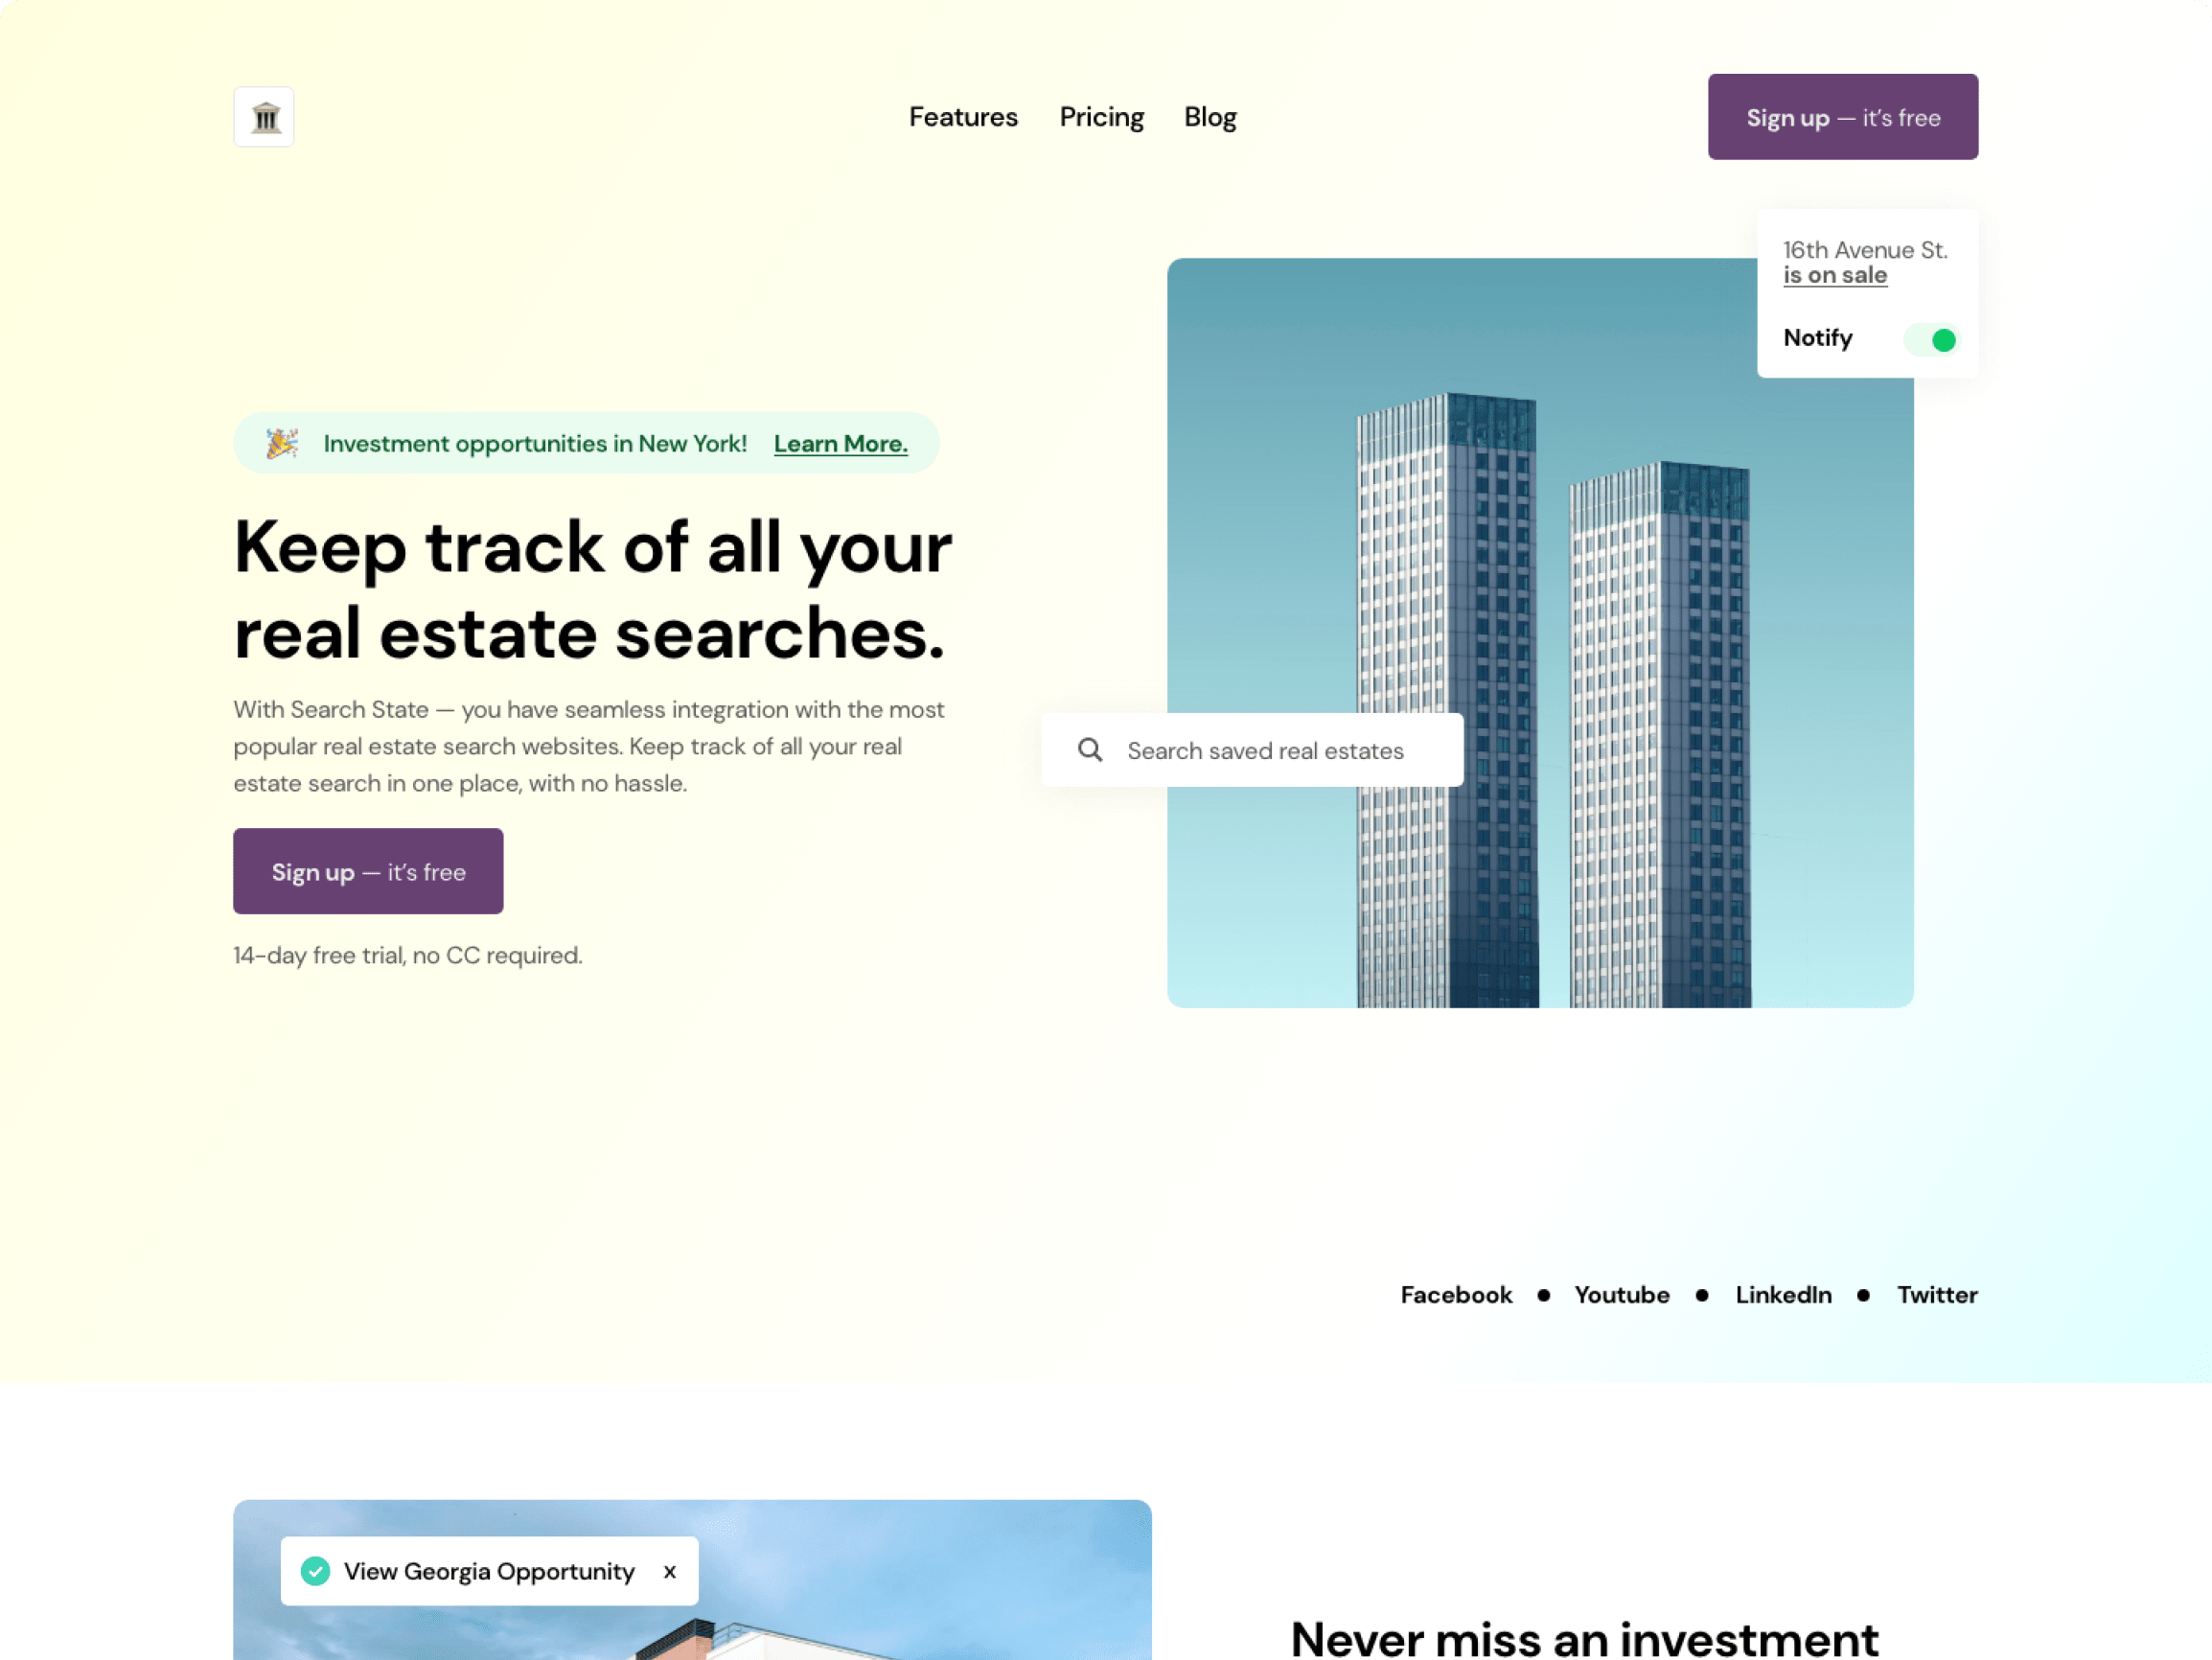 Features
Pricing
Blog
Sign up — it’s free
16th Avenue St.
is on sale
Notify
Investment opportunities in New York! Learn More.
Keep track of all your
real estate searches.
With Search State — you have seamless integration with the most
popular real estate search websites. Keep track of all your real
estate search in one place, with no hassle.
Search saved real estates
Sign up — it’s free
14-day free trial, no CC required.
Facebook • Youtube • LinkedIn • Twitter
View Georgia Opportunity x
Never miss an investment